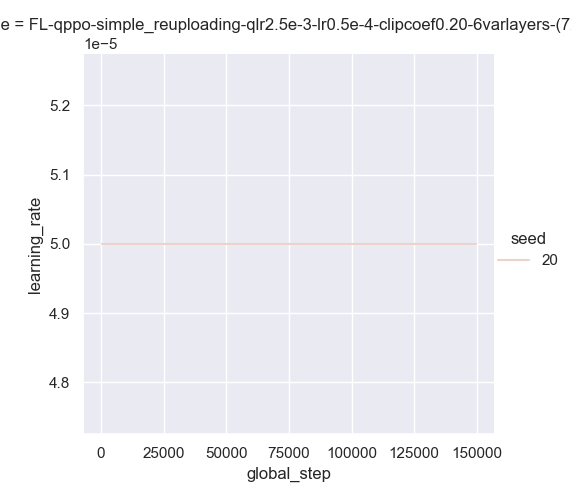 e = FL-qppo-simple_reuploading-qlr2.5e-3-lr0.5e-4-clipcoef0.20-6varlayers-(7
1e−5
5.2
5.1
5.0
4.9
4.8
learning_rate
0 25000 50000 75000 100000 125000 150000
global_step
seed
20